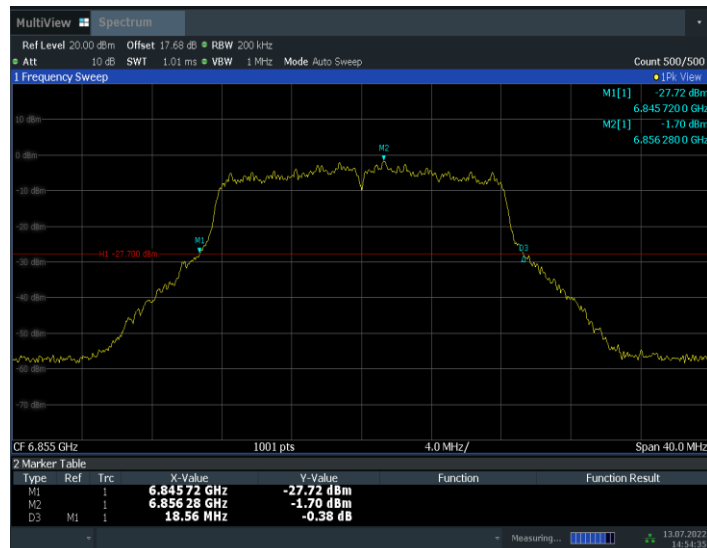 MultiView Spectrum
Ref Level 20.00 dBm Offset 17.68 dB RBW 200 kHz
Att 10 dB SWT 1.01 ms VBW 1 MHz Mode Auto Sweep Count 500/500
1 Frequency Sweep 1Pk View
M1[1] -27.72 dBm
6.845 720 0 GHz
M2[1] -1.70 dBm
6.856 280 0 GHz
10 dBm
M2
0 dBm
-10 dBm
-20 dBm
M1
D3
H1 -27.700 dBm
-30 dBm
-40 dBm
-50 dBm
-60 dBm
-70 dBm
CF 6.855 GHz 1001 pts 4.0 MHz/ Span 40.0 MHz
2 Marker Table
Type Ref Trc X-Value Y-Value Function Function Result
M1 1 6.845 72 GHz -27.72 dBm
M2 1 6.856 28 GHz -1.70 dBm
D3 M1 1 18.56 MHz -0.38 dB
Measuring... 13.07.2022
14:54:35